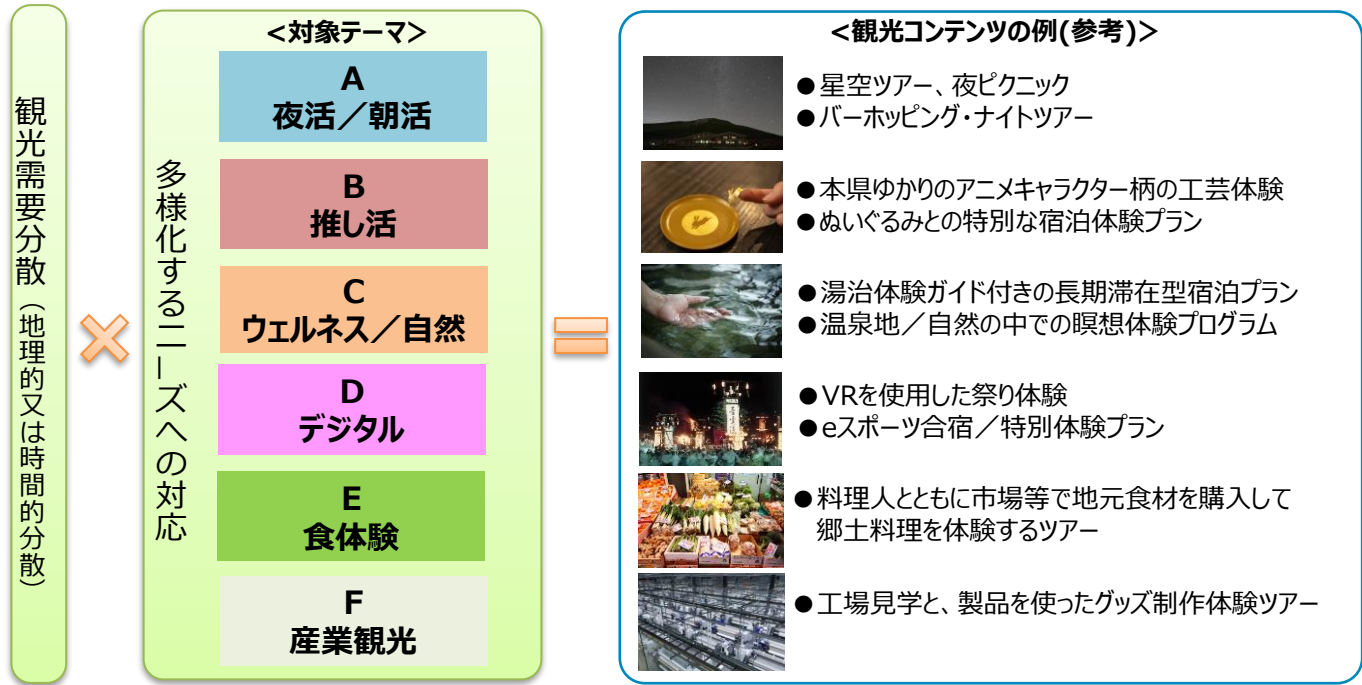 観光需要分散（地理的又は時間的分散）
多様化するニーズへの対応
<対象テーマ>
A
夜活／朝活
B
推し活
C
ウェルネス／自然
D
デジタル
E
食体験
F
産業観光
<観光コンテンツの例(参考)>
●星空ツアー、夜ピクニック
●バーホッピング・ナイトツアー
●本県ゆかりのアニメキャラクター柄の工芸体験
●ぬいぐるみとの特別な宿泊体験プラン
●湯治体験ガイド付きの長期滞在型宿泊プラン
●温泉地／自然の中での瞑想体験プログラム
●VRを使用した祭り体験
●eスポーツ合宿／特別体験プラン
●料理人とともに市場等で地元食材を購入して
郷土料理を体験するツアー
●工場見学と、製品を使ったグッズ制作体験ツアー